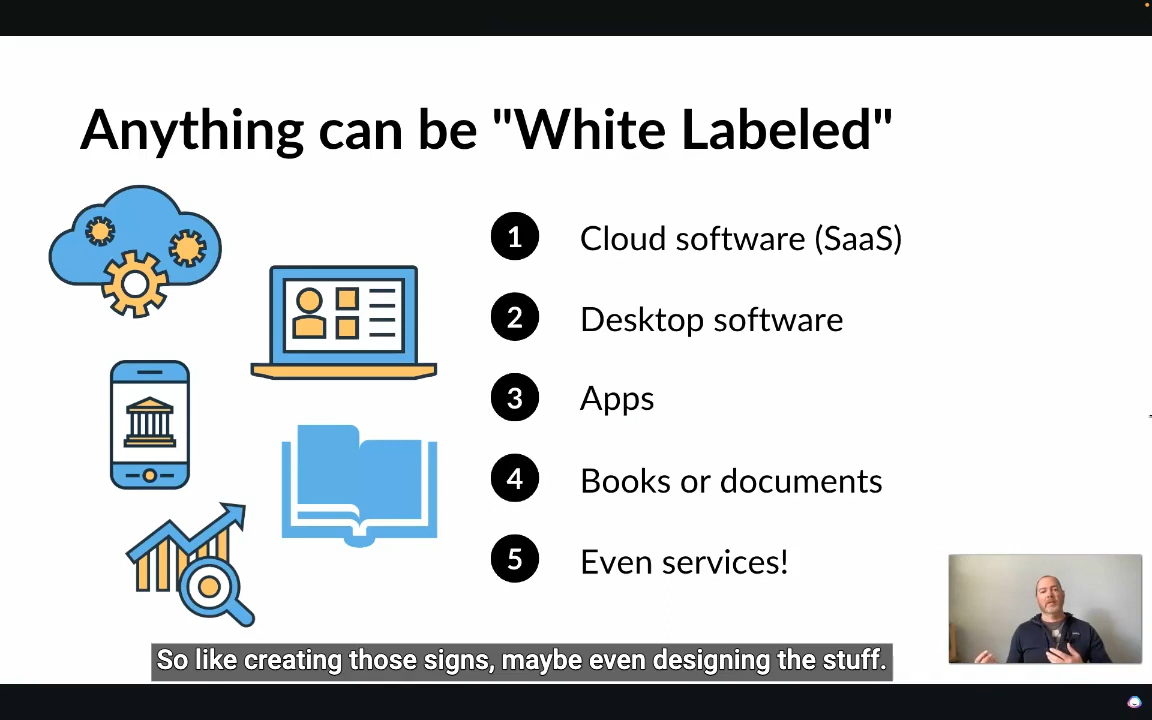 Anything can be "White Labeled"
1 Cloud software (SaaS)
2 Desktop software
3 Apps
4 Books or documents
5 Even services!
So like creating those signs, maybe even designing the stuff.